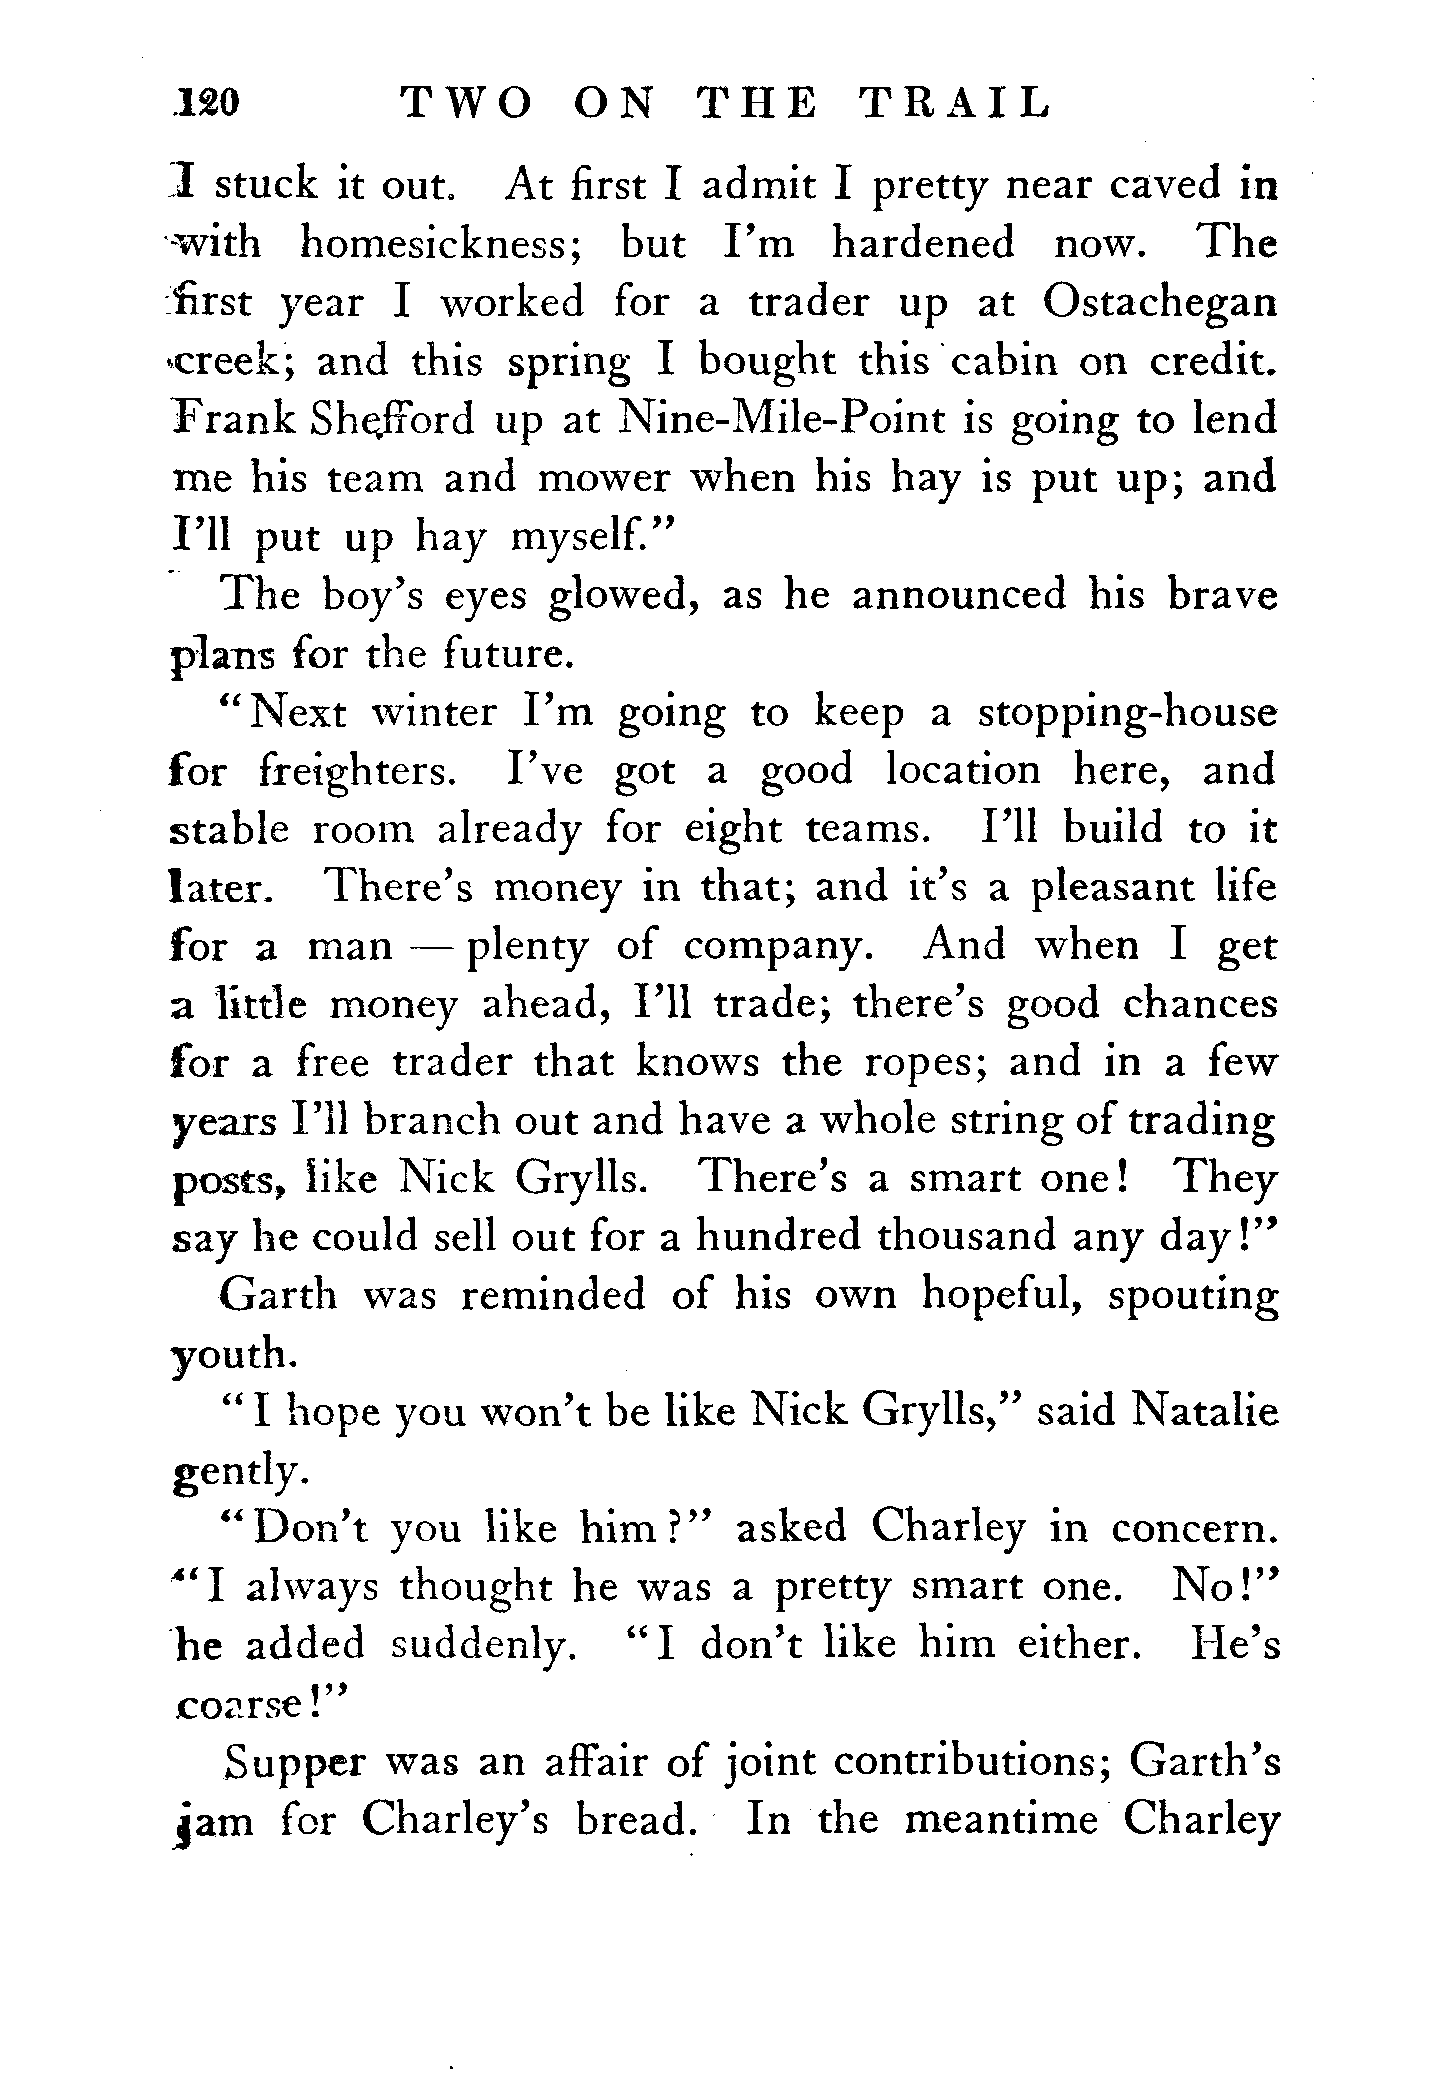 120 TWO ON THE TRAIL
I stuck it out. At first I admit I pretty near caved in
with homesickness; but I'm hardened now. The
first year I worked for a trader up at Ostachegan
creek; and this spring I bought this cabin on credit.
Frank Shefford up at Nine-Mile-Point is going to lend
me his team and mower when his hay is put up; and
I'll put up hay myself."
The boy's eyes glowed, as he announced his brave
plans for the future.
"Next winter I'm going to keep a stopping-house
for freighters. I've got a good location here, and
stable room already for eight teams. I'll build to it
later. There's money in that; and it's a pleasant life
for a man — plenty of company. And when I get
a little money ahead, I'll trade; there's good chances
for a free trader that knows the ropes; and in a few
years I'll branch out and have a whole string of trading
posts, like Nick Grylls. There's a smart one! They
say he could sell out for a hundred thousand any day!"
Garth was reminded of his own hopeful, spouting
youth.
"I hope you won't be like Nick Grylls," said Natalie
gently.
"Don't you like him?" asked Charley in concern.
"I always thought he was a pretty smart one. No!"
he added suddenly. "I don't like him either. He's
coarse!"
Supper was an affair of joint contributions; Garth's
jam for Charley's bread. In the meantime Charley